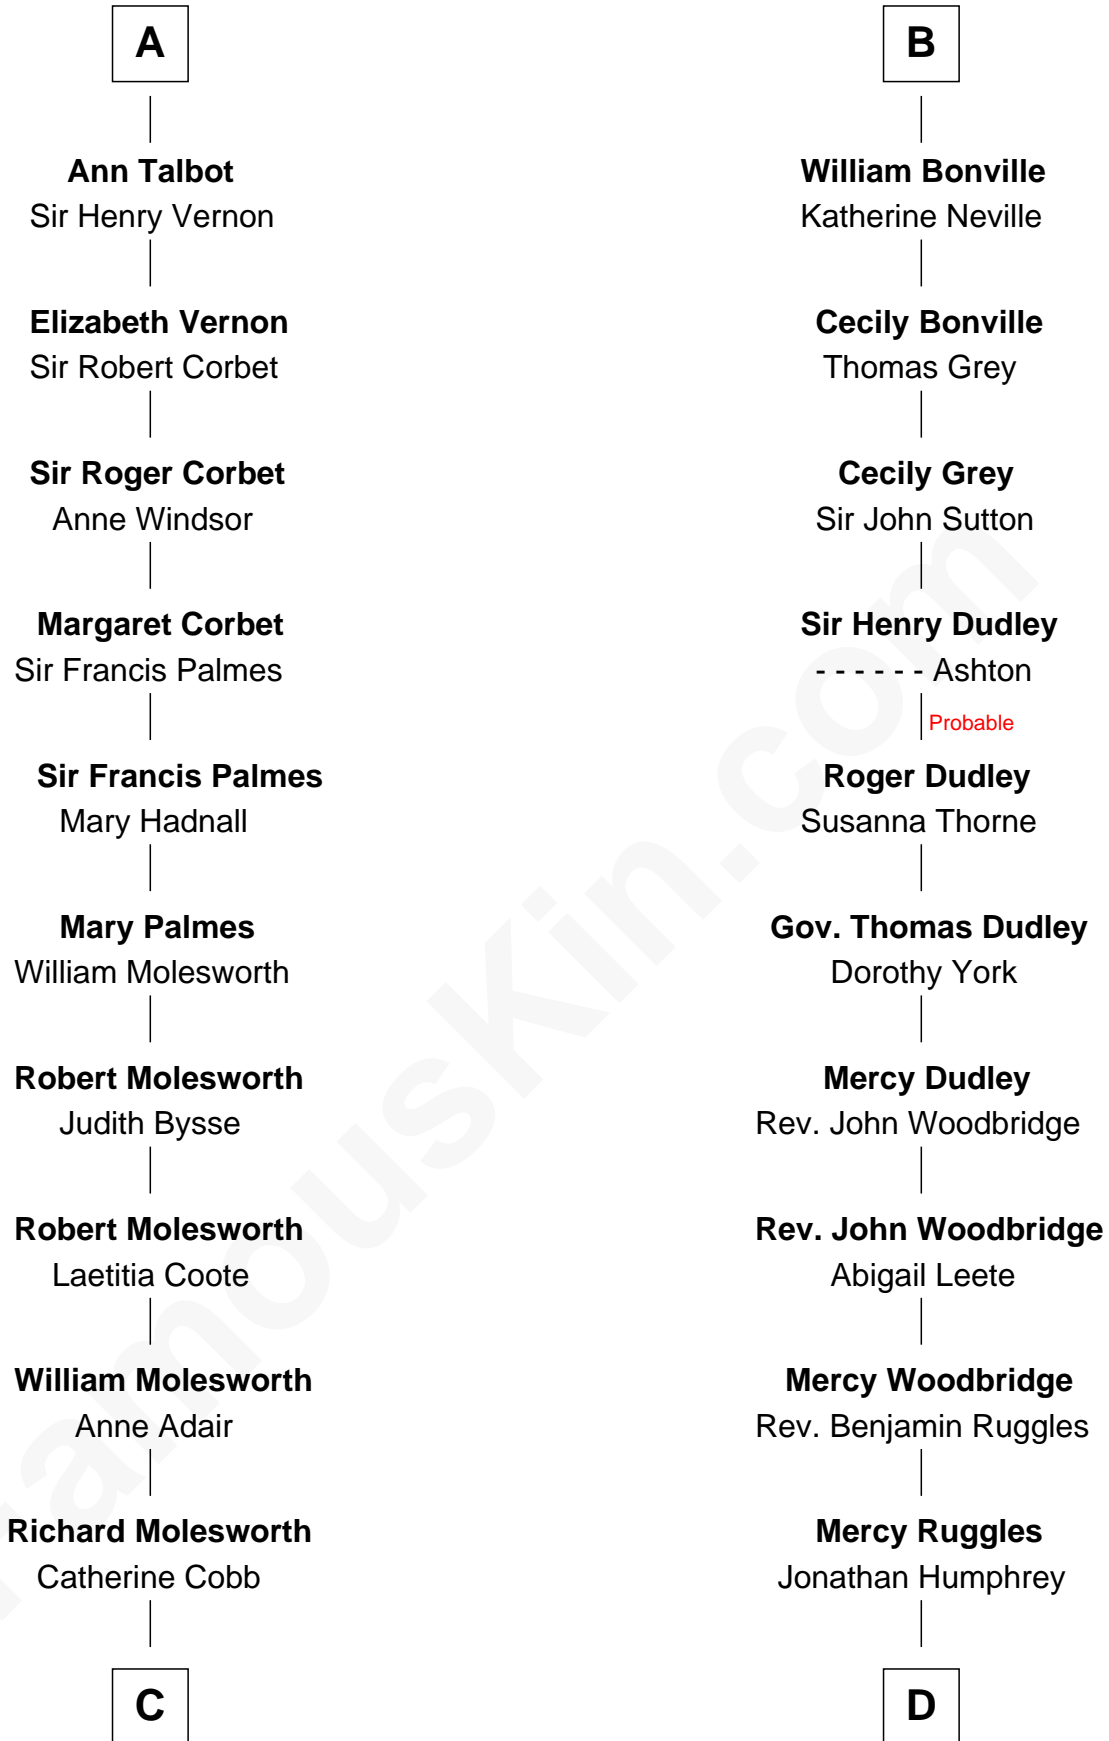 A
Ann Talbot
Sir Henry Vernon
Elizabeth Vernon
Sir Robert Corbet
Sir Roger Corbet
Anne Windsor
Margaret Corbet
Sir Francis Palmes
Sir Francis Palmes
Mary Hadnall
Mary Palmes
William Molesworth
Robert Molesworth
Judith Bysse
Robert Molesworth
Laetitia Coote
William Molesworth
Anne Adair
Richard Molesworth
Catherine Cobb
C
B
William Bonville
Katherine Neville
Cecily Bonville
Thomas Grey
Cecily Grey
Sir John Sutton
Sir Henry Dudley
- - - - - - Ashton
Probable
Roger Dudley
Susanna Thorne
Gov. Thomas Dudley
Dorothy York
Mercy Dudley
Rev. John Woodbridge
Rev. John Woodbridge
Abigail Leete
Mercy Woodbridge
Rev. Benjamin Ruggles
Mercy Ruggles
Jonathan Humphrey
D
FamousKin.com